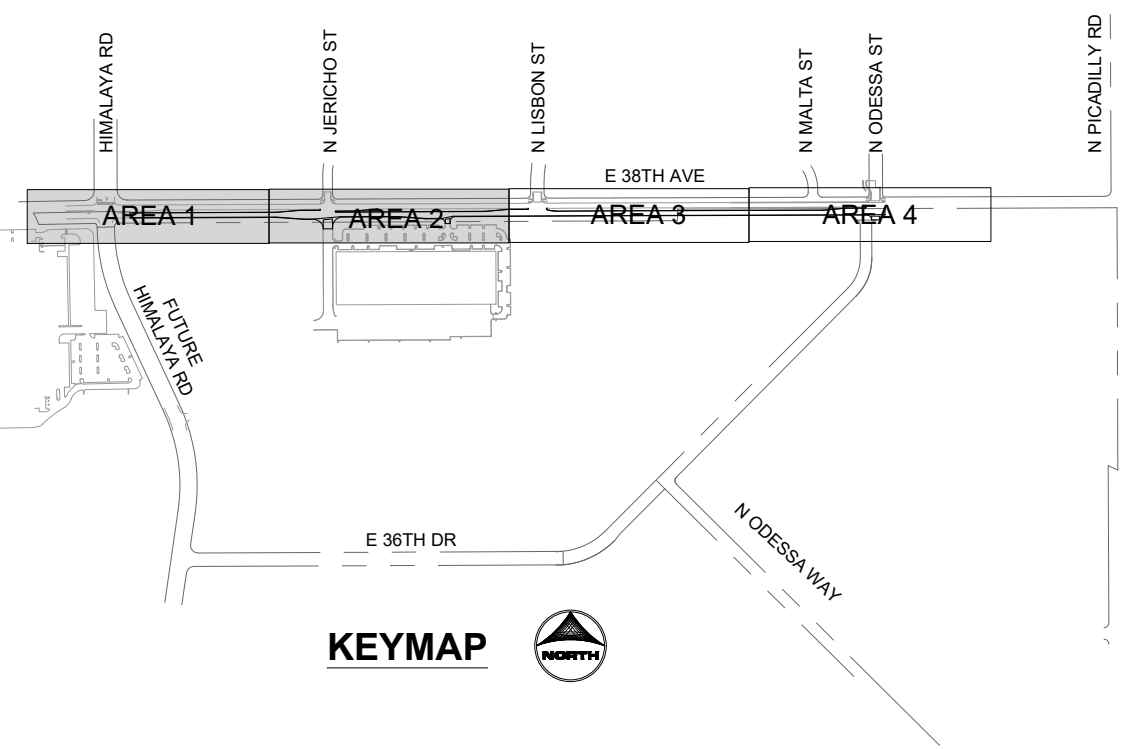 HIMALAYA RD
N JERICHO ST
N LISBON ST
N MALTA ST
N ODESSA ST
N PICADILLY RD
E 38TH AVE
AREA 1
AREA 2
AREA 3
AREA 4
FUTURE
HIMALAYA RD
E 36TH DR
N ODESSA WAY
KEYMAP
NORTH